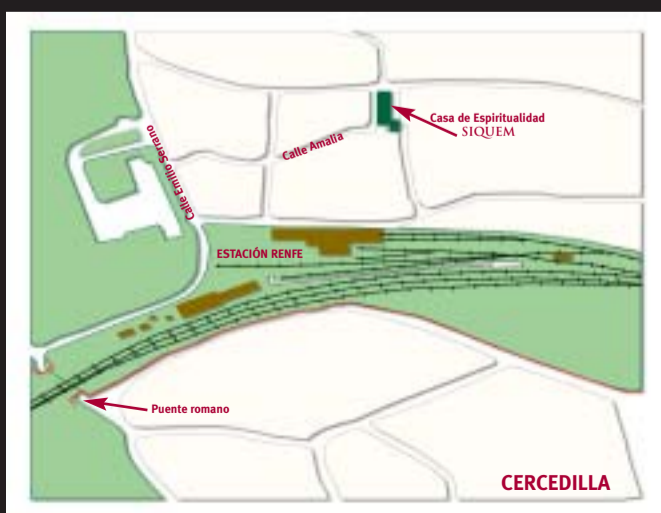 Casa de Espiritualidad
SIQUEM
Calle Emilio Serrano
Calle Amalia
ESTACIÓN RENFE
Puente romano
CERCEDILLA